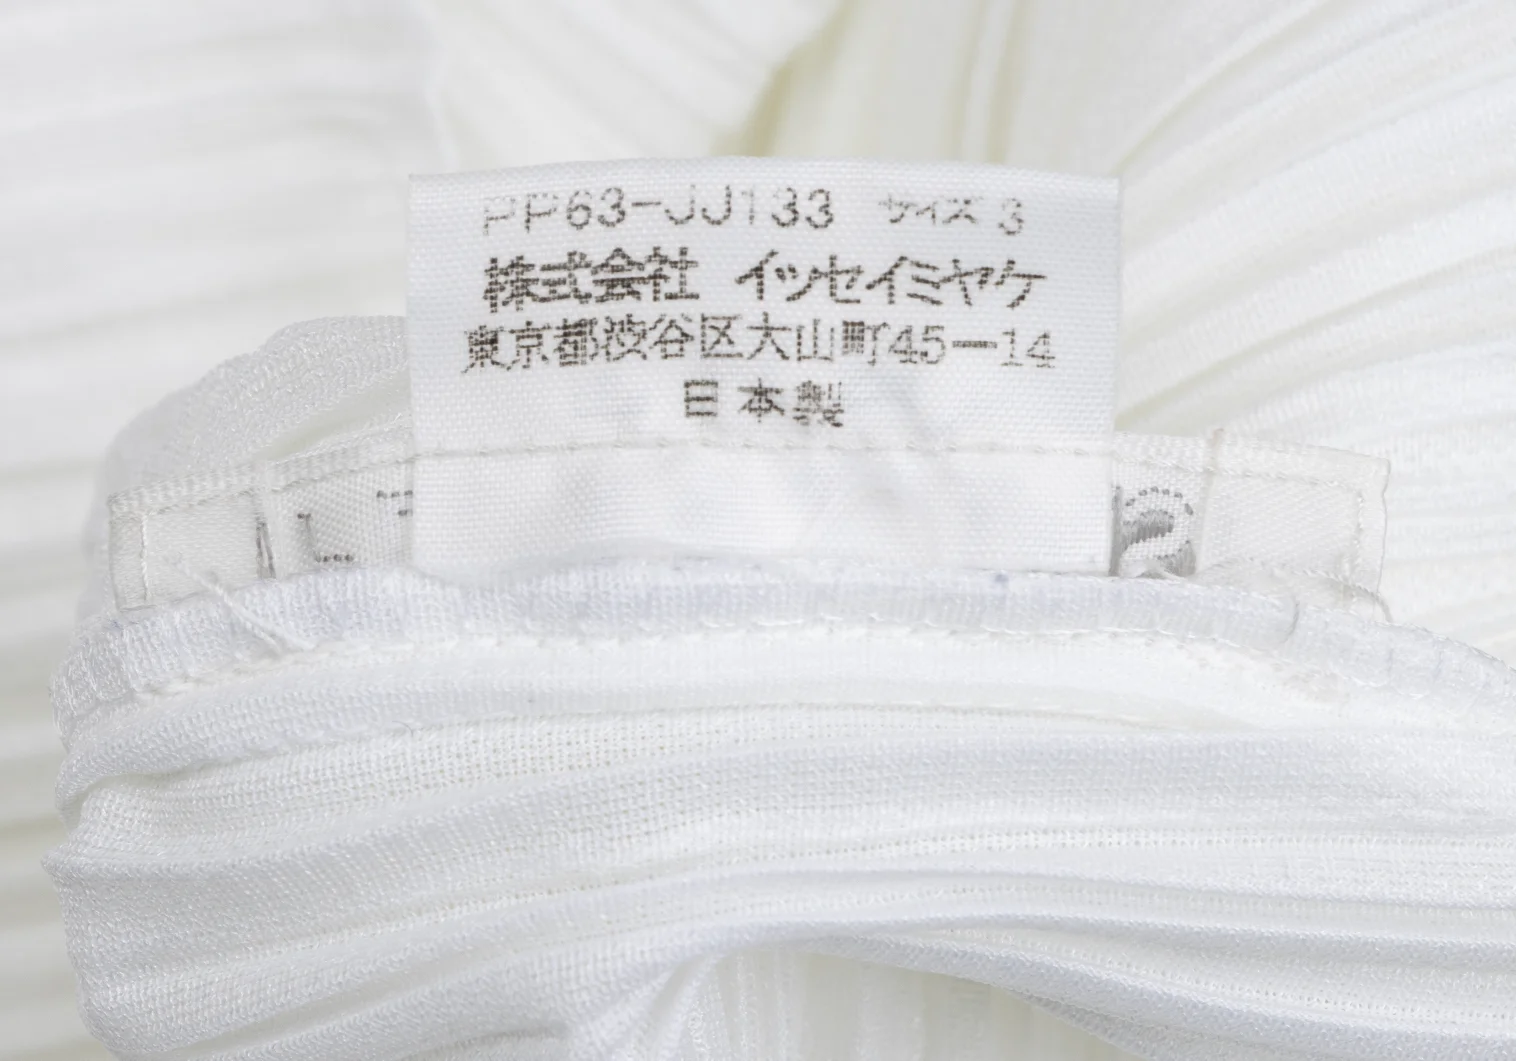 PP63-JJ133 サイズ 3
株式会社 イッセイミヤケ
東京都渋谷区大山町45ー14
日本製